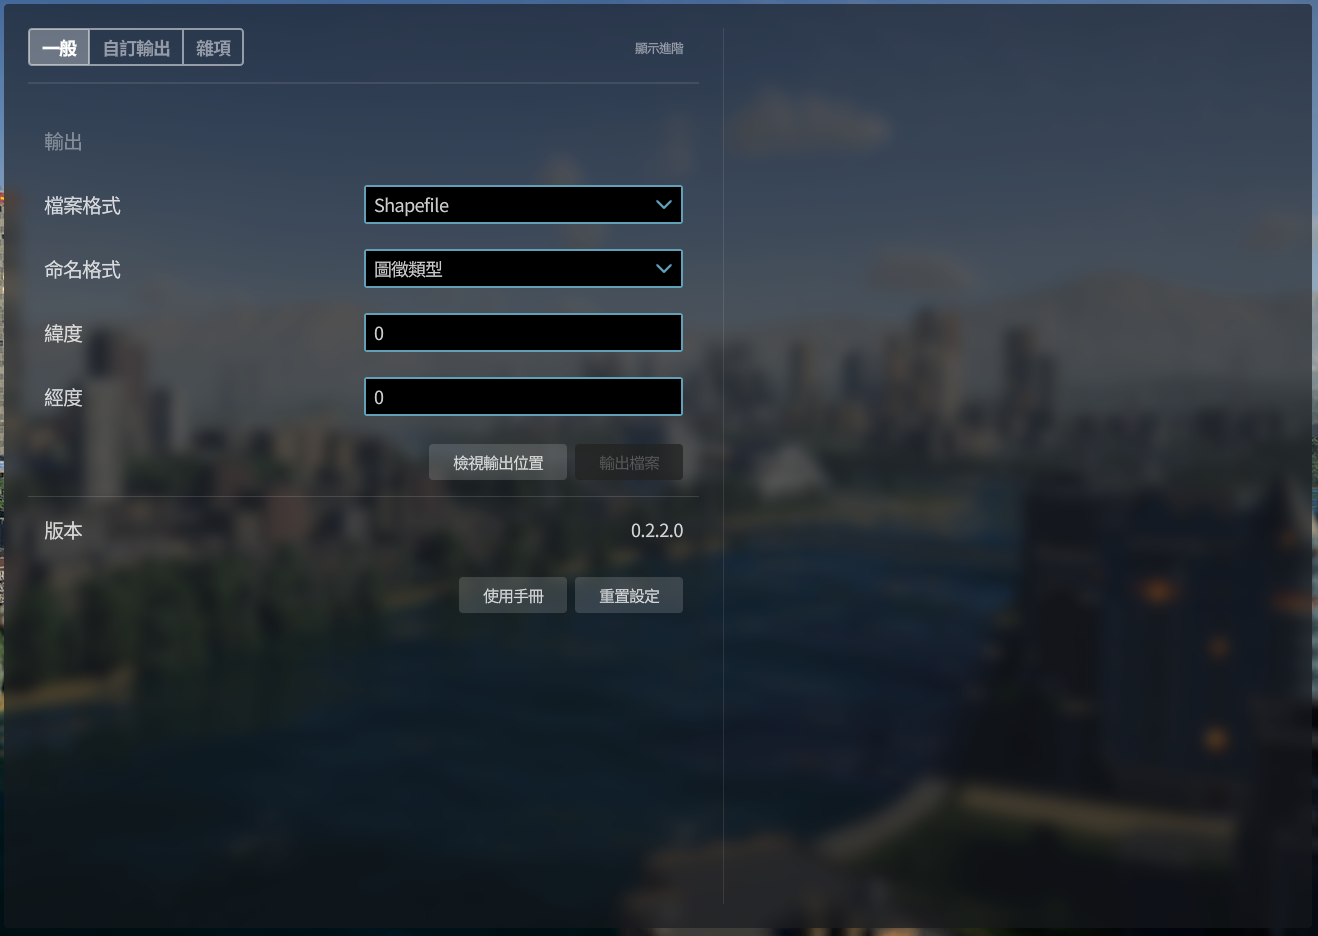 一般 自訂輸出 雜項 顯示進階
輸出
檔案格式 Shapefile
命名格式 圖徵類型
緯度 0
經度 0
檢視輸出位置 輸出檔案
版本 0.2.2.0
使用手冊 重置設定